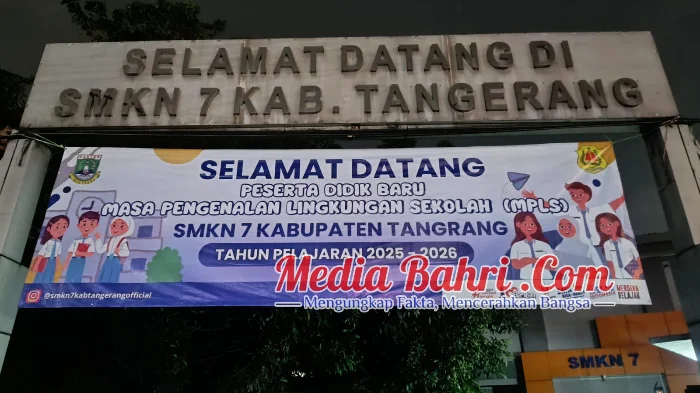 SELAMAT DATANG DI
SMKN 7 KAB. TANGERANG
SELAMAT DATANG
PESERTA DIDIK BARU
MASA PENGENALAN LINGKUNGAN SEKOLAH (MPLS)
SMKN 7 KABUPATEN TANGRANG
TAHUN PELAJARAN 2025 - 2026
Media Bahri .Com
Mengungkap Fakta, Mencerahkan Bangsa
@smkn7kabtangerangofficial
MERDEKA
BELAJAR
SMKN 7